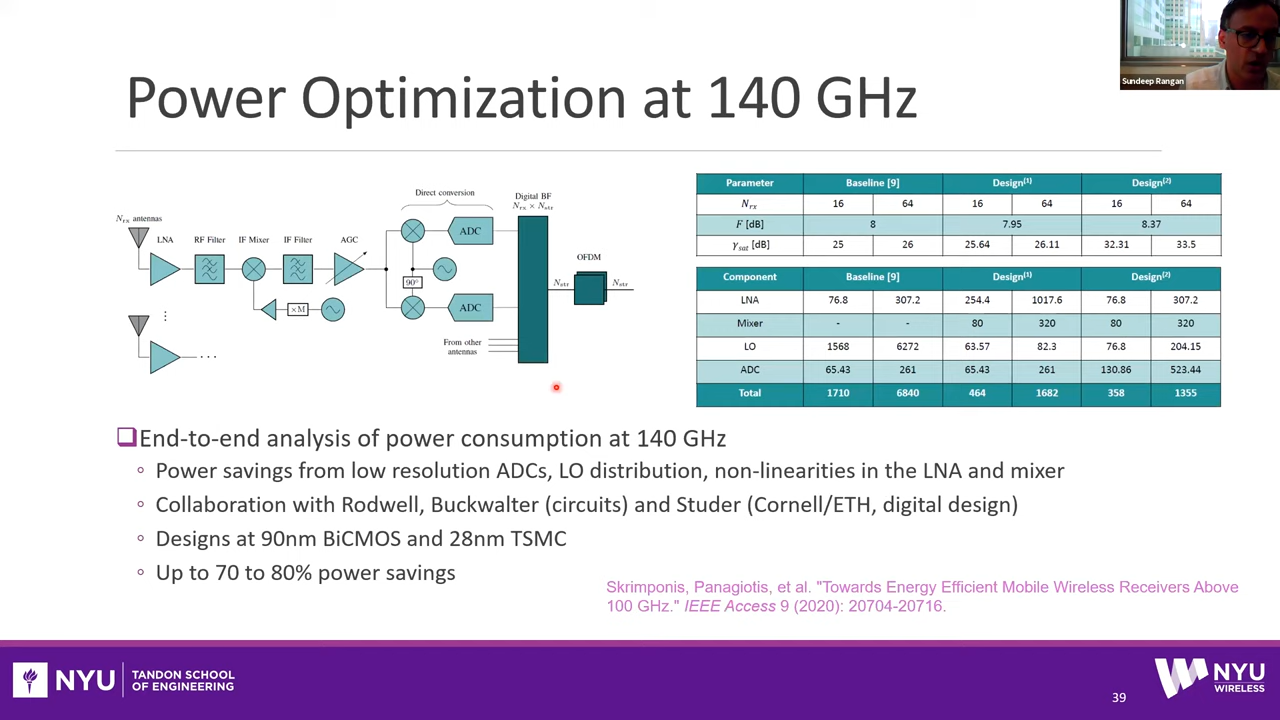 Sundeep Rangan
Power Optimization at 140 GHz
Direct conversion
Digital BF
N_rx × N_str
N_rx antennas
LNA
RF Filter
IF Mixer
IF Filter
AGC
ADC
90°
×M
OFDM
N_str
N_str
ADC
From other
antennas
Parameter Baseline [9] Design(1) Design(2)
N_rx 16 64 16 64 16 64
F [dB] 8 7.95 8.37
γ_sat [dB] 25 26 25.64 26.11 32.31 33.5
Component Baseline [9] Design(1) Design(2)
LNA 76.8 307.2 254.4 1017.6 76.8 307.2
Mixer - - 80 320 80 320
LO 1568 6272 63.57 82.3 76.8 204.15
ADC 65.43 261 65.43 261 130.86 523.44
Total 1710 6840 464 1682 358 1355
End-to-end analysis of power consumption at 140 GHz
Power savings from low resolution ADCs, LO distribution, non-linearities in the LNA and mixer
Collaboration with Rodwell, Buckwalter (circuits) and Studer (Cornell/ETH, digital design)
Designs at 90nm BiCMOS and 28nm TSMC
Up to 70 to 80% power savings
Skrimponis, Panagiotis, et al. "Towards Energy Efficient Mobile Wireless Receivers Above
100 GHz." IEEE Access 9 (2020): 20704-20716.
NYU
TANDON SCHOOL
OF ENGINEERING
39
NYU
WIRELESS